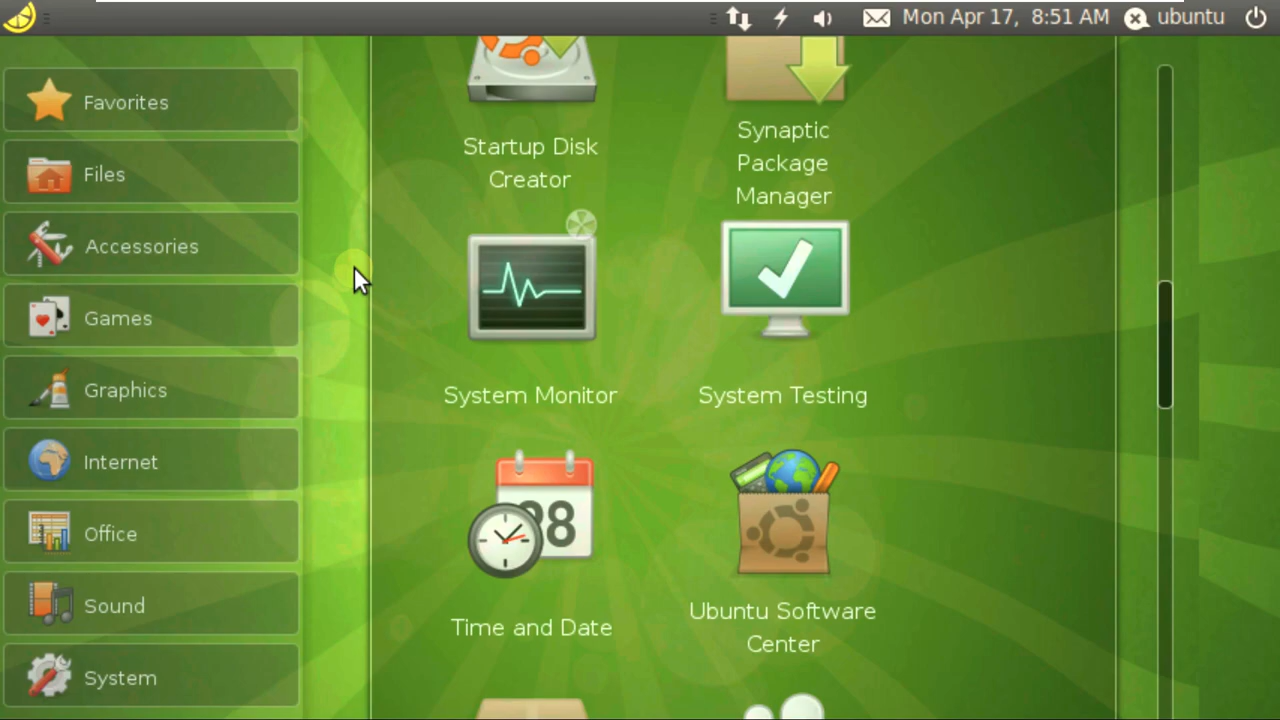 Mon Apr 17, 8:51 AM ubuntu
Favorites
Files
Accessories
Games
Graphics
Internet
Office
Sound
System
Startup Disk
Creator
Synaptic
Package
Manager
System Monitor
System Testing
28
Time and Date
Ubuntu Software
Center